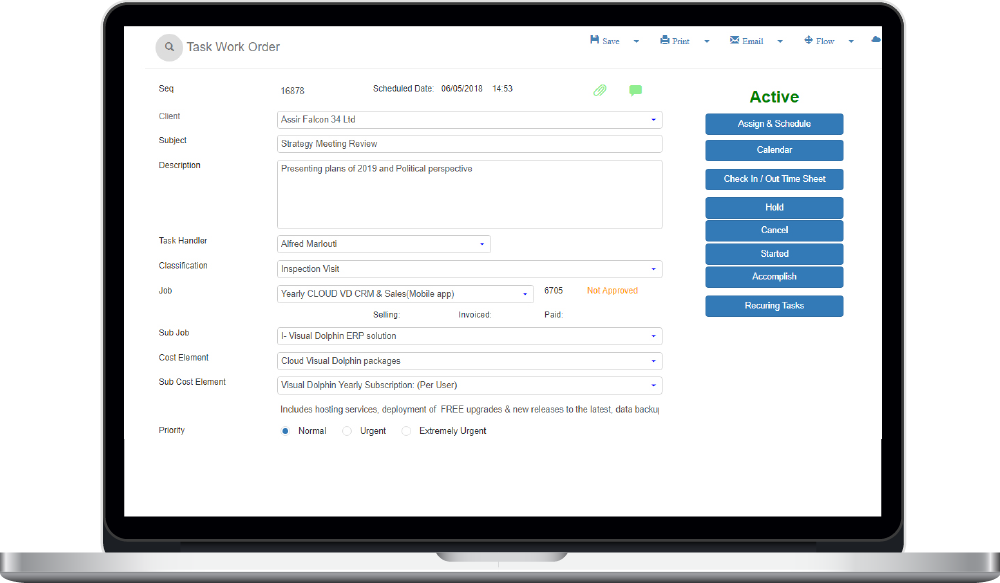 Task Work Order
Save Print Email Flow
Seq 16878 Scheduled Date: 06/05/2018 14:53
Active
Client Assir Falcon 34 Ltd
Assign & Schedule
Subject Strategy Meeting Review
Calendar
Description Presenting plans of 2019 and Political perspective
Check In / Out Time Sheet
Hold
Cancel
Task Handler Alfred Marlouti
Started
Classification Inspection Visit
Accomplish
Job Yearly CLOUD VD CRM & Sales(Mobile app) 6705 Not Approved
Recuring Tasks
Selling: Invoiced: Paid:
Sub Job I- Visual Dolphin ERP solution
Cost Element Cloud Visual Dolphin packages
Sub Cost Element Visual Dolphin Yearly Subscription: (Per User)
Includes hosting services, deployment of FREE upgrades & new releases to the latest, data backup
Priority Normal Urgent Extremely Urgent